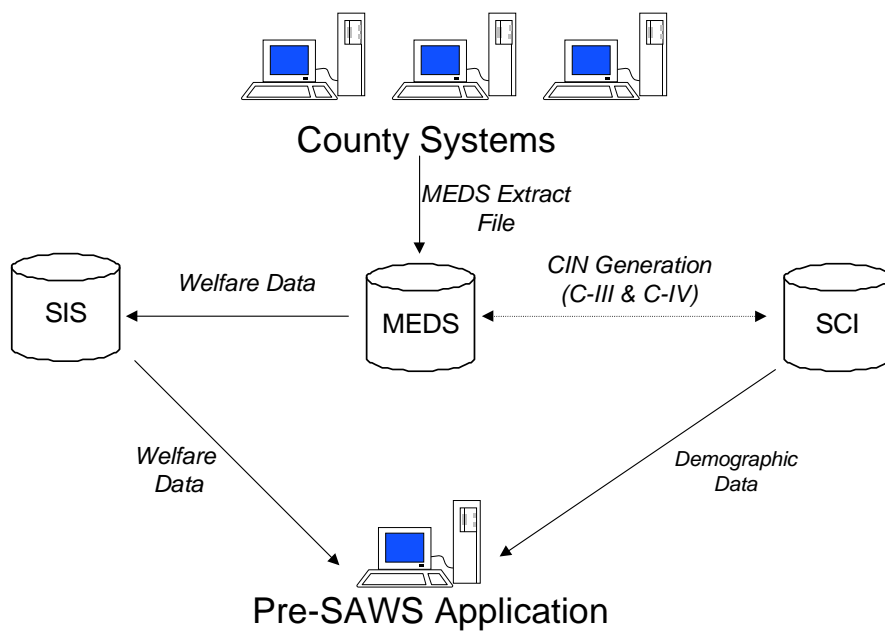 County Systems
MEDS Extract
File
CIN Generation
(C-III & C-IV)
Welfare Data
SIS
MEDS
SCI
Welfare
Data
Demographic
Data
Pre-SAWS Application